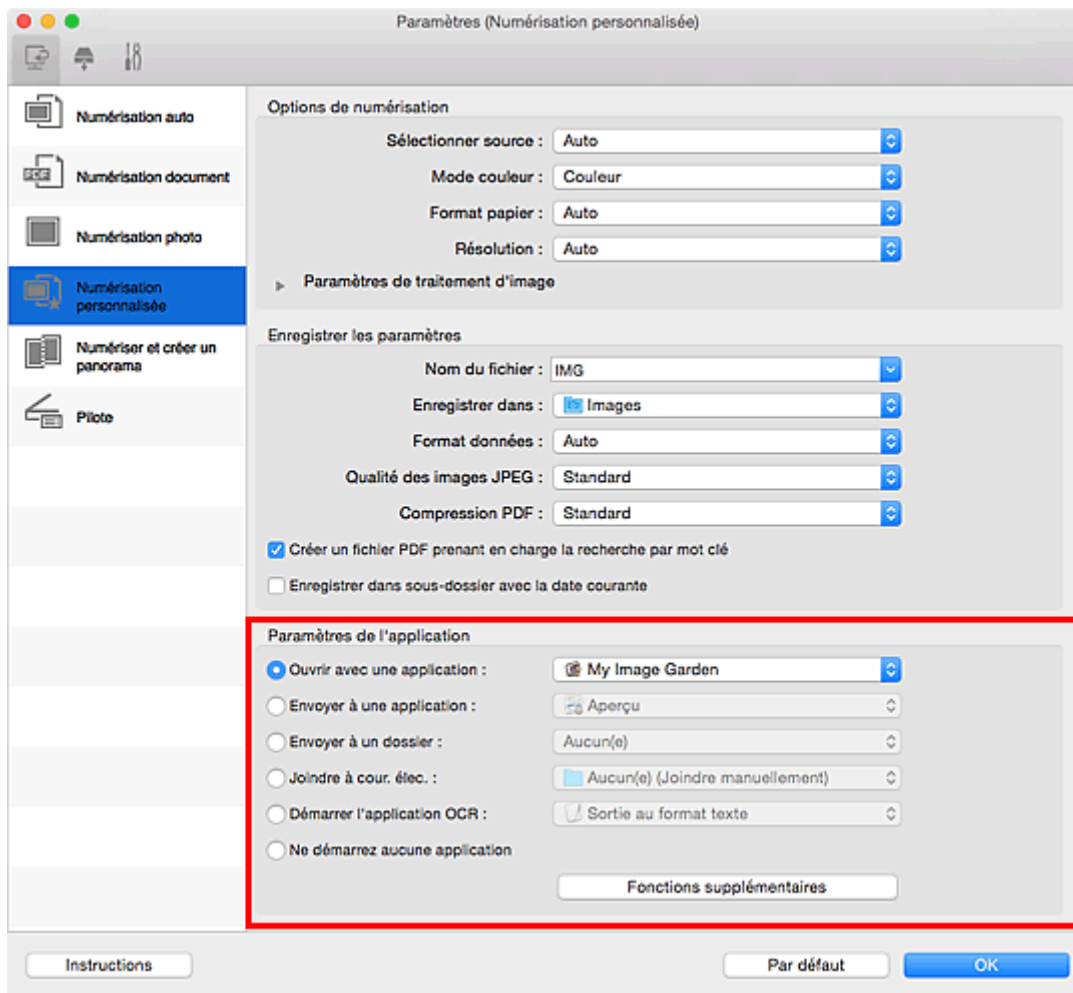 Paramètres (Numérisation personnalisée)
Numérisation auto
PDF
Numérisation document
Numérisation photo
Numérisation
personnalisée
Numériser et créer un
panorama
Pilote
Options de numérisation
Sélectionner source : Auto
Mode couleur : Couleur
Format papier : Auto
Résolution : Auto
Paramètres de traitement d'image
Enregistrer les paramètres
Nom du fichier : IMG
Enregistrer dans : Images
Format données : Auto
Qualité des images JPEG : Standard
Compression PDF : Standard
Créer un fichier PDF prenant en charge la recherche par mot clé
Enregistrer dans sous-dossier avec la date courante
Paramètres de l'application
Ouvrir avec une application : My Image Garden
Envoyer à une application : Aperçu
Envoyer à un dossier : Aucun(e)
Joindre à cour. élec. : Aucun(e) (Joindre manuellement)
Démarrer l'application OCR : Sortie au format texte
Ne démarrez aucune application
Fonctions supplémentaires
Instructions
Par défaut
OK